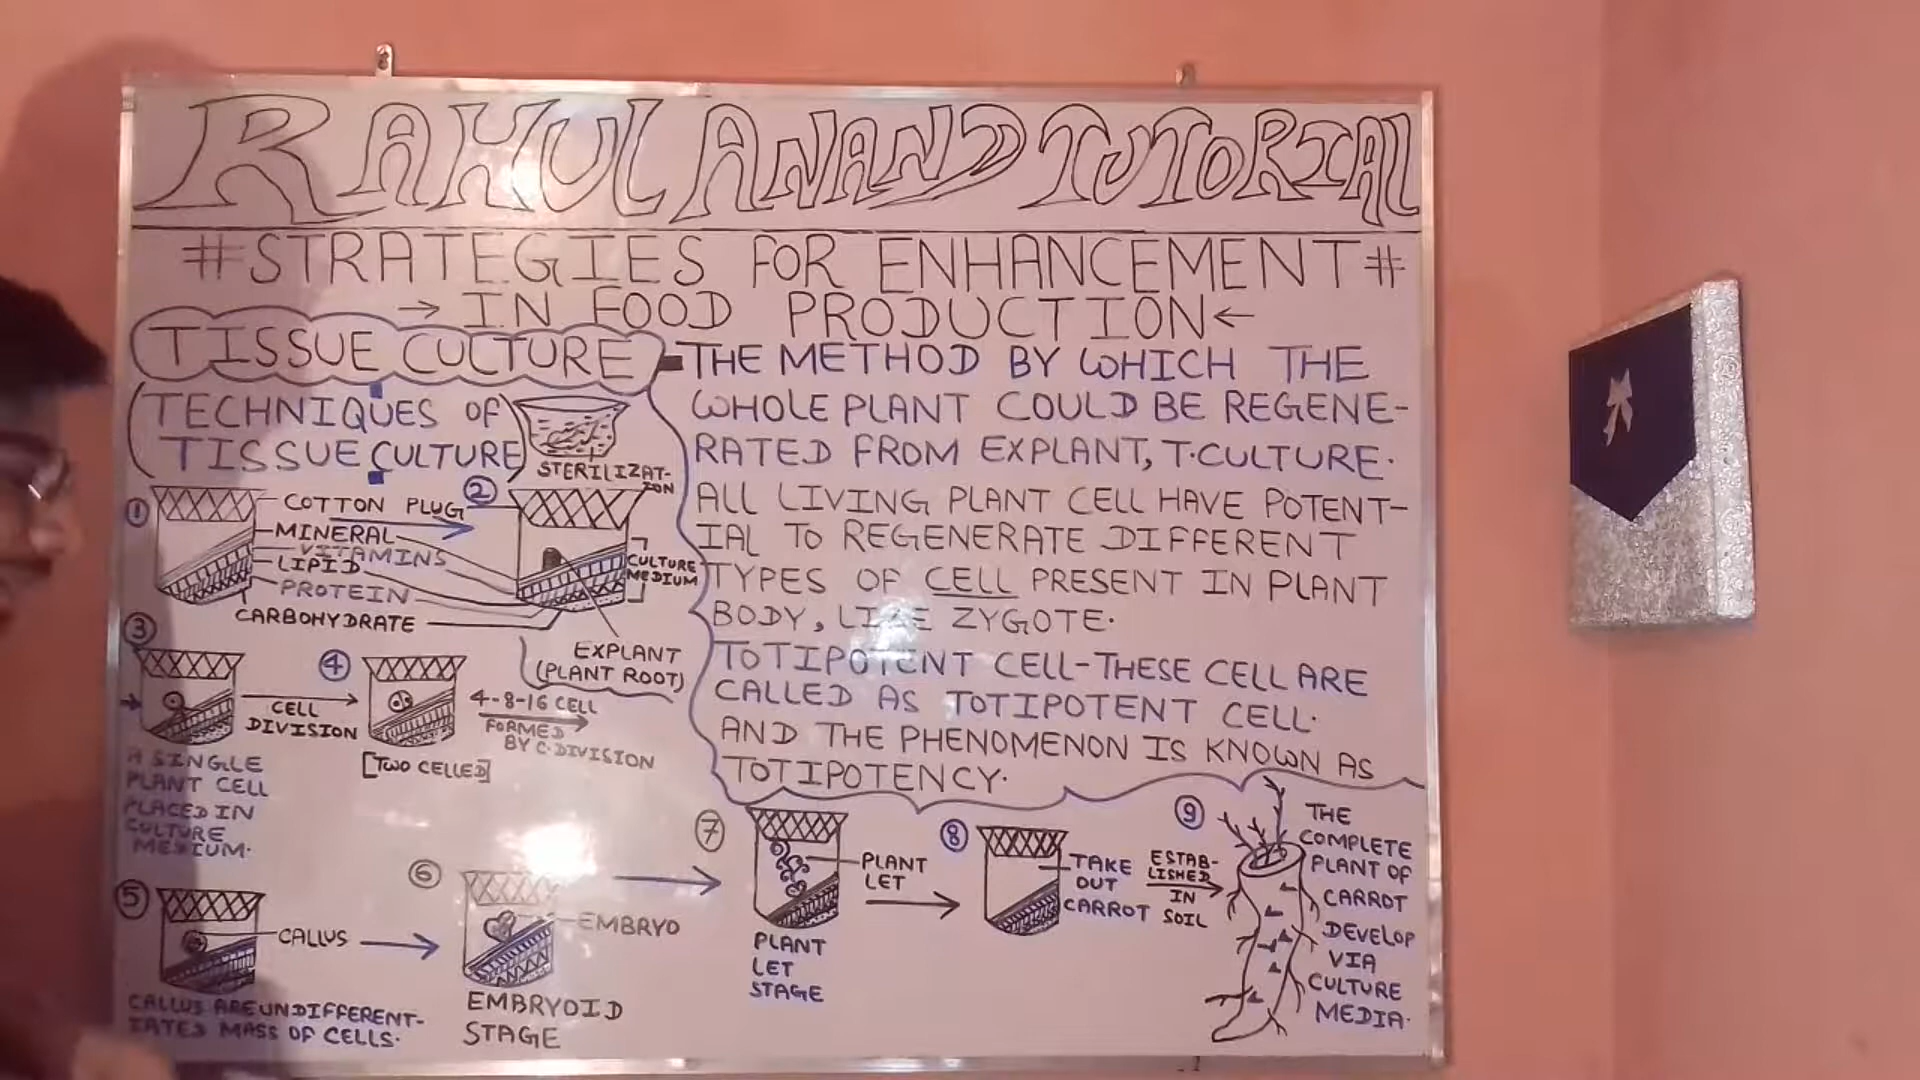 RAHUL ANAND TUTORIAL
#STRATEGIES FOR ENHANCEMENT#
→ IN FOOD PRODUCTION ←
TISSUE CULTURE
THE METHOD BY WHICH THE
WHOLE PLANT COULD BE REGENE-
RATED FROM EXPLANT, T.CULTURE.
ALL LIVING PLANT CELL HAVE POTENT-
IAL TO REGENERATE DIFFERENT
TYPES OF CELL PRESENT IN PLANT
BODY, LIKE ZYGOTE.
TOTIPOTENT CELL-THESE CELL ARE
CALLED AS TOTIPOTENT CELL.
AND THE PHENOMENON IS KNOWN AS
TOTIPOTENCY.
(TECHNIQUES OF
TISSUE CULTURE)
STERILIZAT-
ION
1
COTTON PLUG
MINERAL
VITAMINS
LIPID
PROTEIN
CARBOHYDRATE
2
CULTURE
MEDIUM
EXPLANT
(PLANT ROOT)
3
A SINGLE
PLANT CELL
PLACED IN
CULTURE
MEDIUM.
CELL
DIVISION
4
[TWO CELLED]
4-8-16 CELL
FORMED
BY C.DIVISION
5
CALLUS
CALLUS ARE UNDIFFERENT-
IATED MASS OF CELLS.
6
EMBRYO
EMBRYOID
STAGE
7
PLANT
LET
PLANT
LET
STAGE
8
TAKE
OUT
CARROT
ESTAB-
LISHED
IN
SOIL
9
THE
COMPLETE
PLANT OF
CARROT
DEVELOP
VIA
CULTURE
MEDIA.